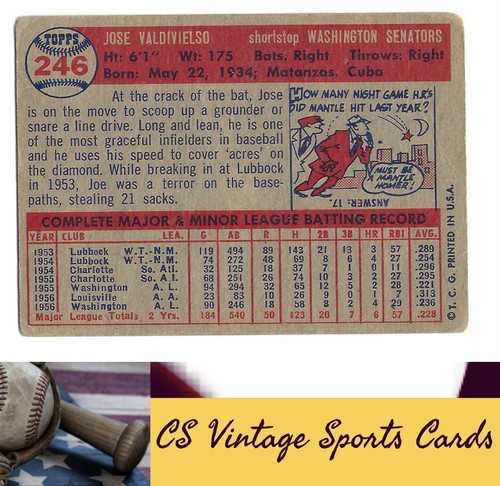 TOPPS
246
JOSE VALDIVIELSO shortstop WASHINGTON SENATORS
Ht: 6'1" Wt: 175 Bats: Right Throws: Right
Born: May 22, 1934; Matanzas, Cuba
At the crack of the bat, Jose
is on the move to scoop up a grounder or
snare a line drive. Long and lean, he is one
of the most graceful infielders in baseball
and he uses his speed to cover 'acres' on
the diamond. While breaking in at Lubbock
in 1953, Joe was a terror on the base-
paths, stealing 21 sacks.
HOW MANY NIGHT GAME H.R's
DID MANTLE HIT LAST YEAR?
MUST BE
A MANTLE
HOMER!
ANSWER: 17.
COMPLETE MAJOR & MINOR LEAGUE BATTING RECORD
YEAR CLUB LEA. G AB R H 2B 3B HR RBI AVG.
1953 Lubbock W.T.-N.M. 119 494 89 143 21 13 3 57 .289
1954 Lubbock W.T.-N.M. 74 272 48 69 8 6 4 27 .254
1954 Charlotte So. Atl. 32 125 18 37 7 1 0 11 .296
1955 Charlotte So. A. 68 251 26 74 10 3 2 27 .295
1955 Washington A. L. 94 294 32 65 12 5 2 28 .221
1956 Louisville A. A. 23 83 10 26 9 0 1 7 .313
1956 Washington A. L. 90 246 18 58 8 2 4 29 .236
Major League Totals 2 Yrs. 184 540 50 123 20 7 6 57 .228
© T. C. G. PRINTED IN U.S.A.
CS Vintage Sports Cards